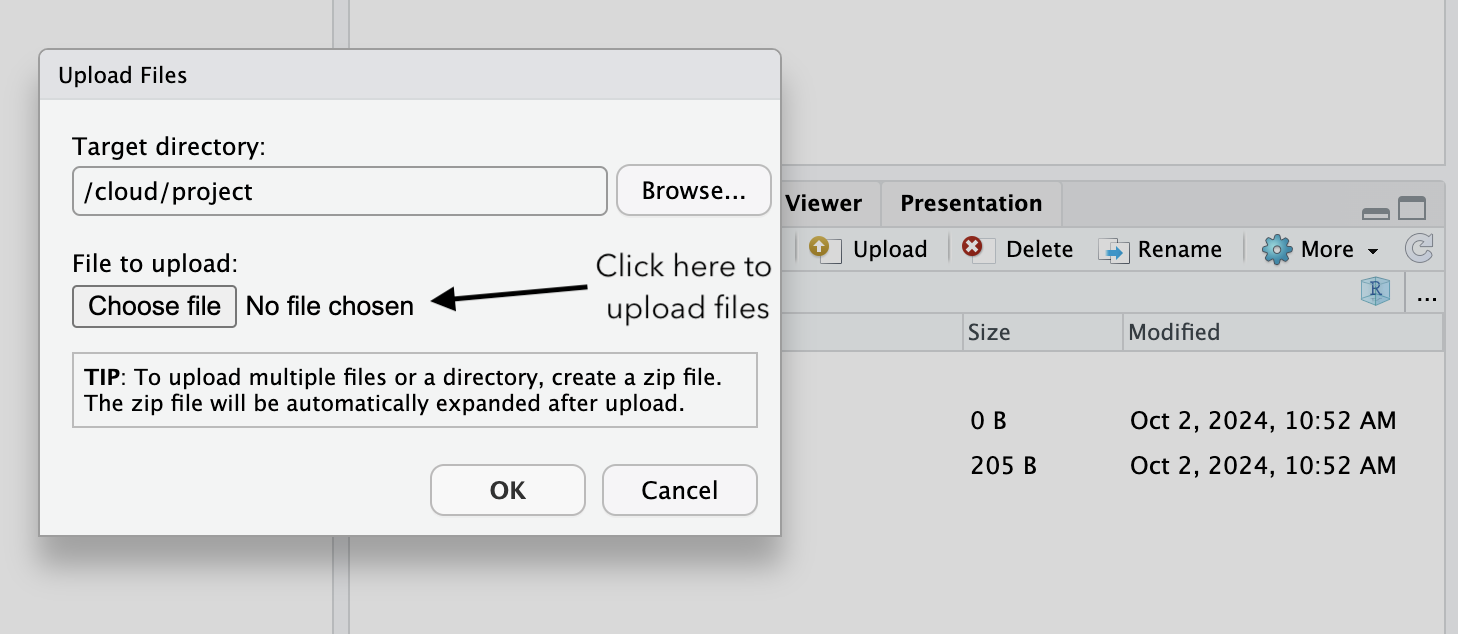 Upload Files
Target directory:
/cloud/project
Browse...
File to upload:
Choose file No file chosen
Click here to
upload files
TIP: To upload multiple files or a directory, create a zip file.
The zip file will be automatically expanded after upload.
OK Cancel
Viewer Presentation
Upload Delete Rename More
R ...
Size Modified
0 B Oct 2, 2024, 10:52 AM
205 B Oct 2, 2024, 10:52 AM